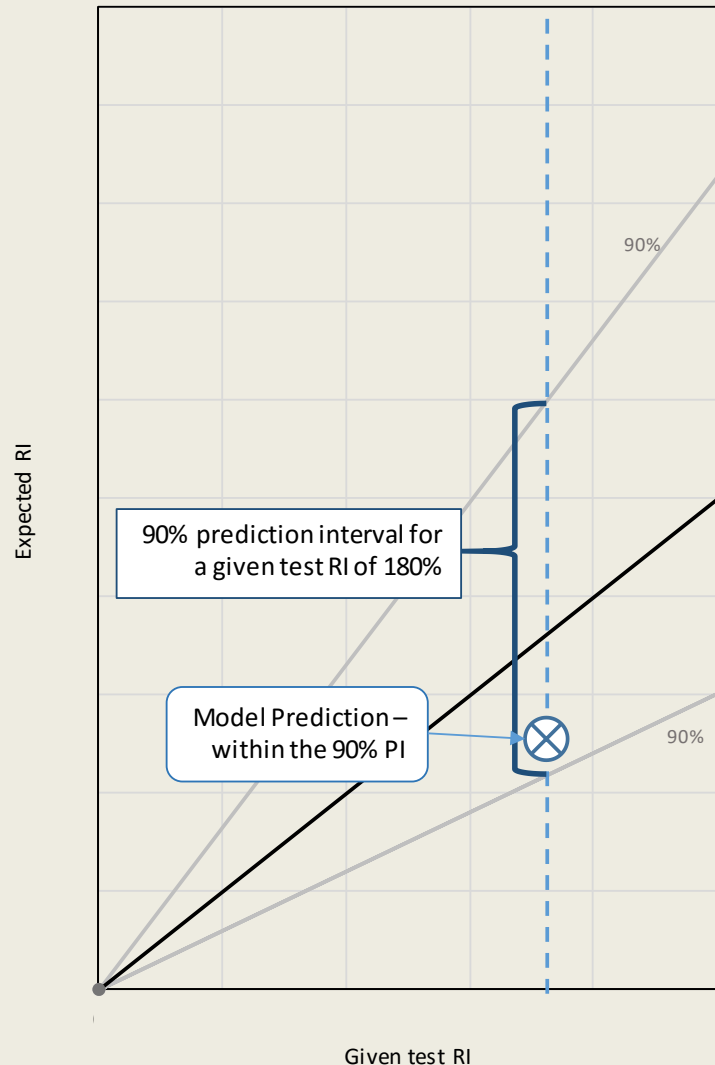 90%
Expected RI
90% prediction interval for
a given test RI of 180%
Model Prediction –
within the 90% PI
90%
Given test RI